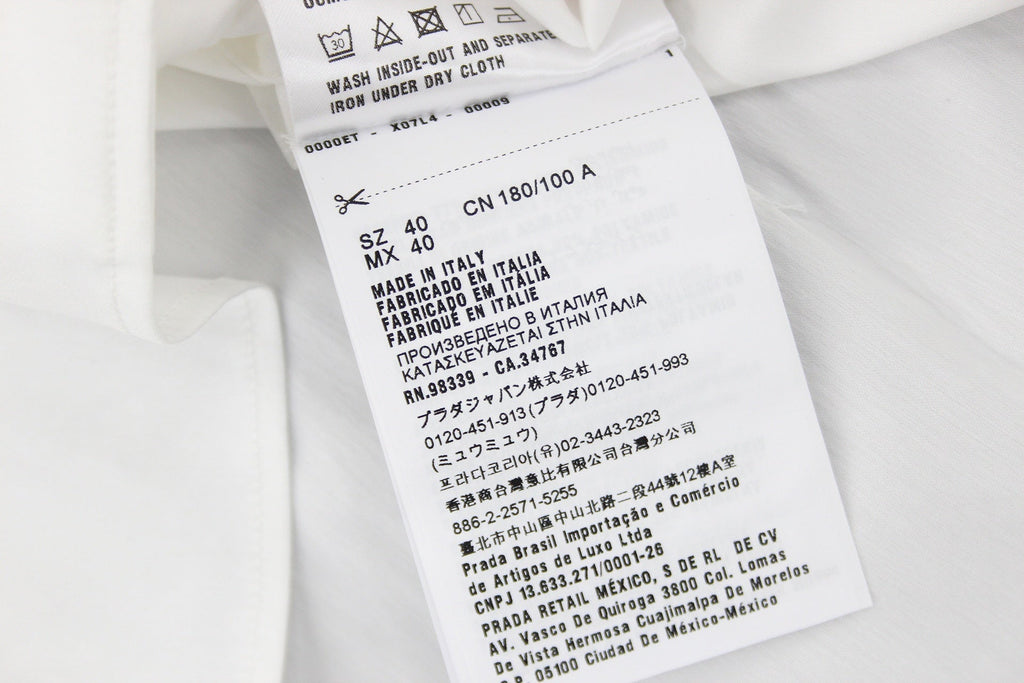 30
WASH INSIDE-OUT AND SEPARATE
IRON UNDER DRY CLOTH
0000ET - X07L4 - 00009
1
SZ 40 CN 180/100 A
MX 40
MADE IN ITALY
FABRICADO EN ITALIA
FABRICADO EM ITÁLIA
FABRIQUÉ EN ITALIE
ПРОИЗВЕДЕНО В ИТАЛИЯ
ΚΑΤΑΣΚΕΥΑΖΕΤΑΙ ΣΤΗΝ ΙΤΑΛΙΑ
RN.98339 - CA.34767
プラダジャパン株式会社
0120-451-913(プラダ)0120-451-993
(ミュウミュウ)
프라다코리아(유)02-3443-2323
香港商台灣意比有限公司台灣分公司
886-2-2571-5255
臺北市中山區中山北路二段44號12樓A室
Prada Brasil Importação e Comércio
de Artigos de Luxo Ltda
CNPJ 13.633.271/0001-26
PRADA RETAIL MÉXICO, S DE RL DE CV
AV. Vasco De Quiroga 3800 Col. Lomas
De Vista Hermosa Cuajimalpa De Morelos
C.P. 05100 Ciudad De México-México